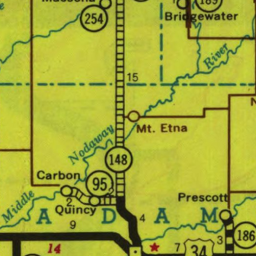 254
Bridgewater
River
15
Mt. Etna
Nodaway
148
Carbon
95
3
2
Quincy
Middle
Prescott
A D A M
4
9
186
3
7
34
14